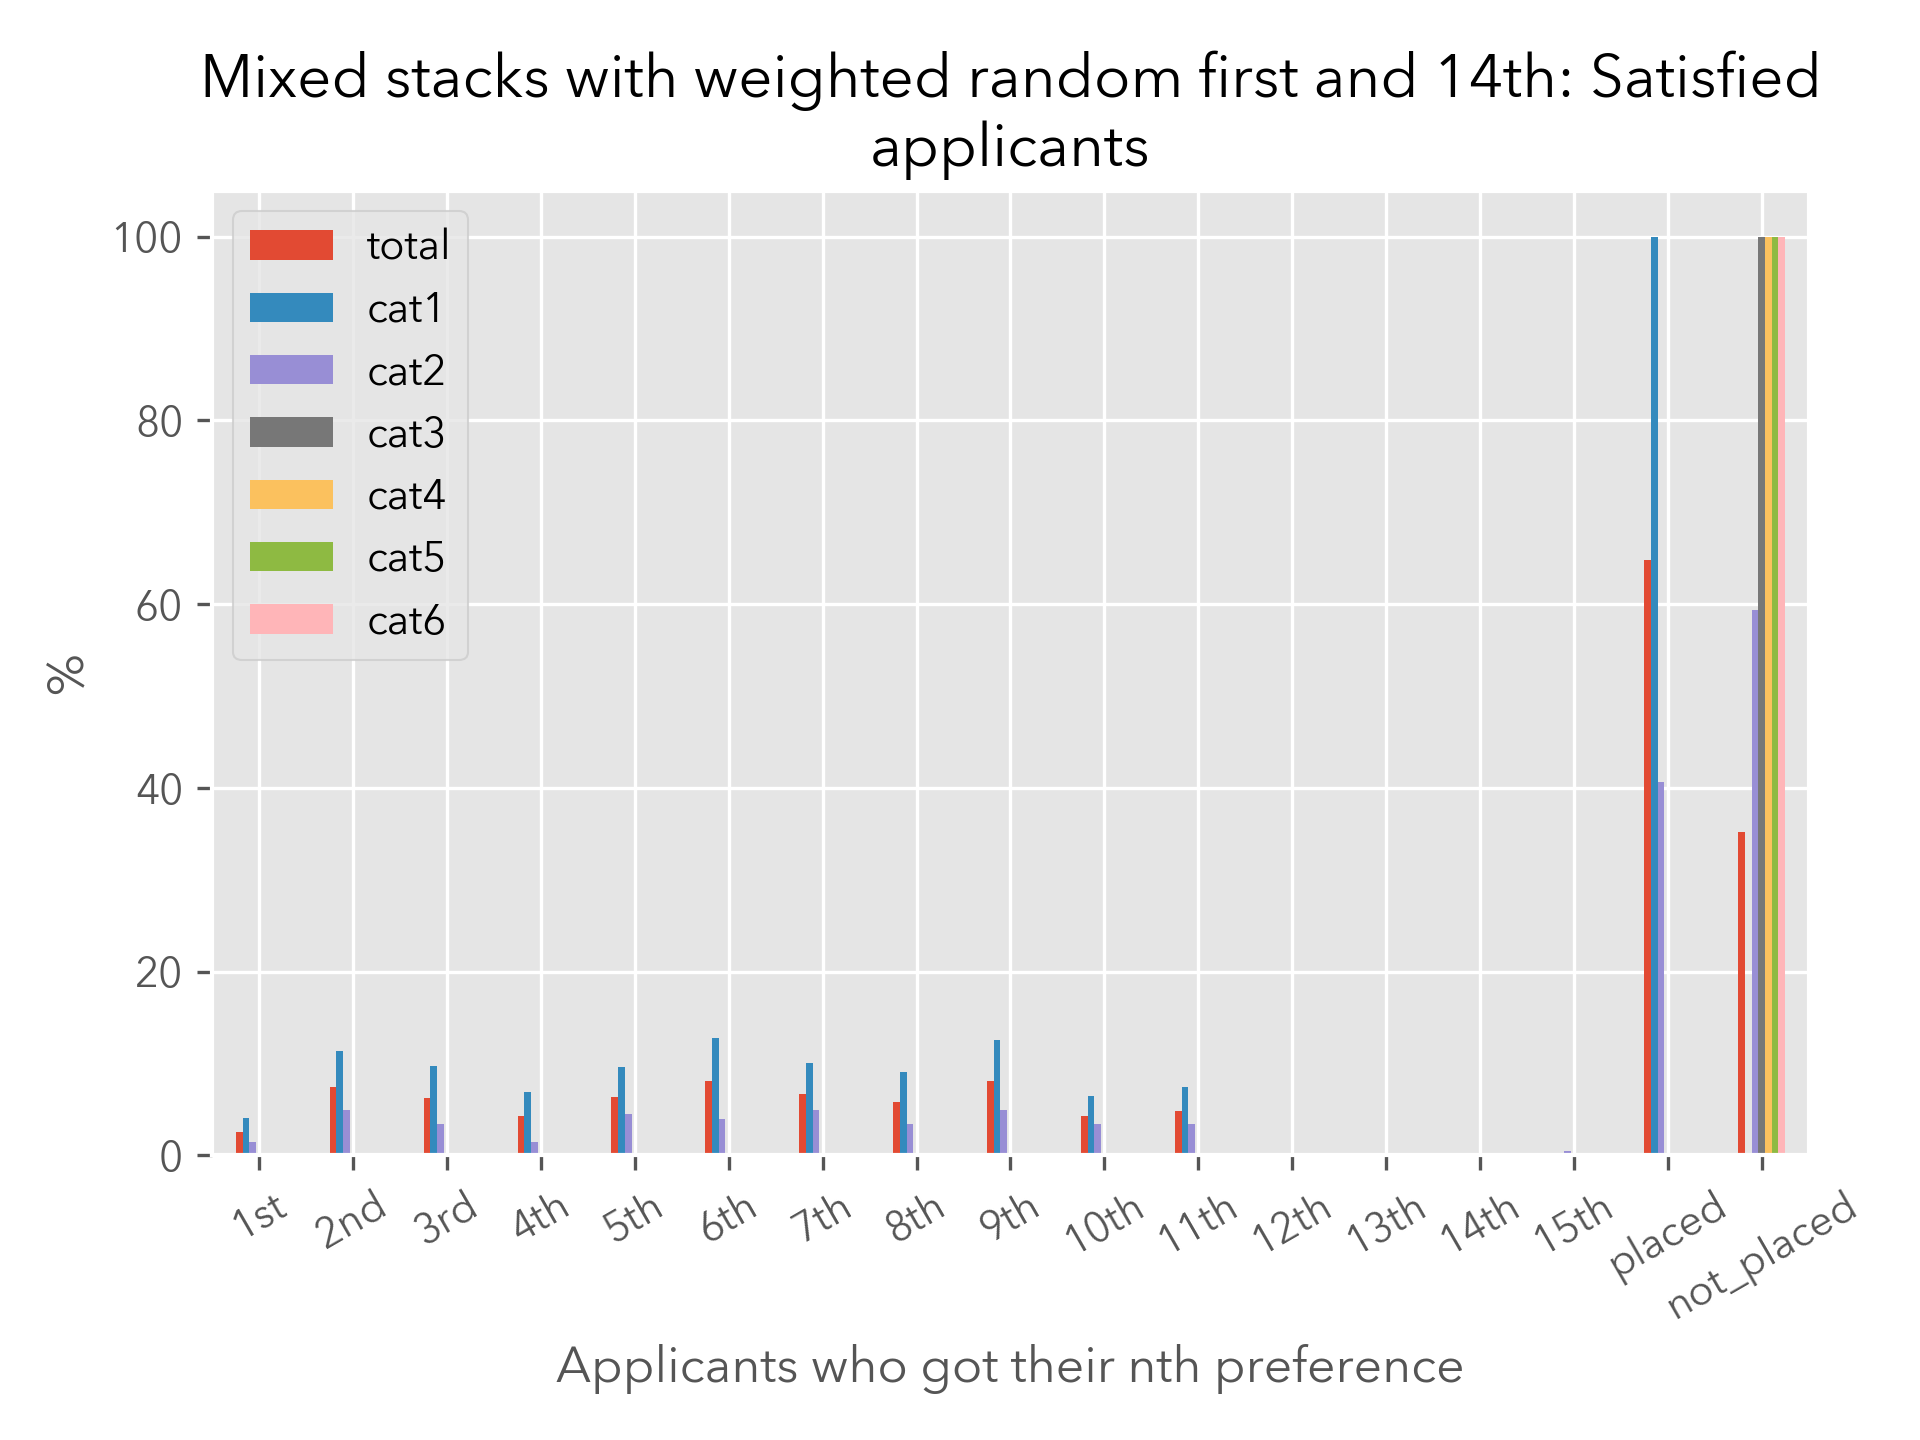 Mixed stacks with weighted random first and 14th: Satisfied
applicants
100
80
60
40
20
0
%
total
cat1
cat2
cat3
cat4
cat5
cat6
1st
2nd
3rd
4th
5th
6th
7th
8th
9th
10th
11th
12th
13th
14th
15th
placed
not_placed
Applicants who got their nth preference